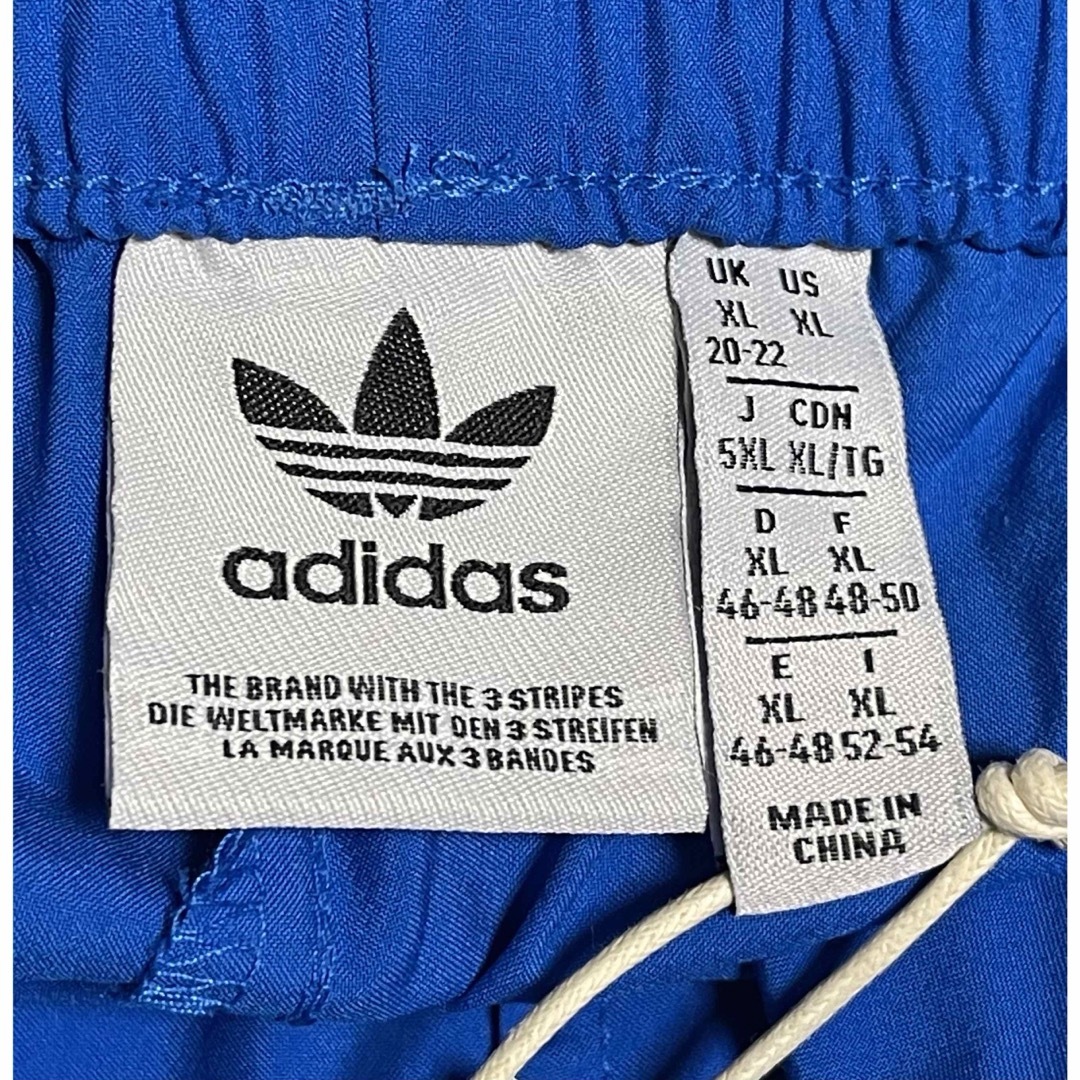 adidas
THE BRAND WITH THE 3 STRIPES
DIE WELTMARKE MIT DEN 3 STREIFEN
LA MARQUE AUX 3 BANDES
UK US
XL XL
20-22
J CDN
5XL XL/TG
D F
XL XL
46-48 48-50
E I
XL XL
46-48 52-54
MADE IN
CHINA